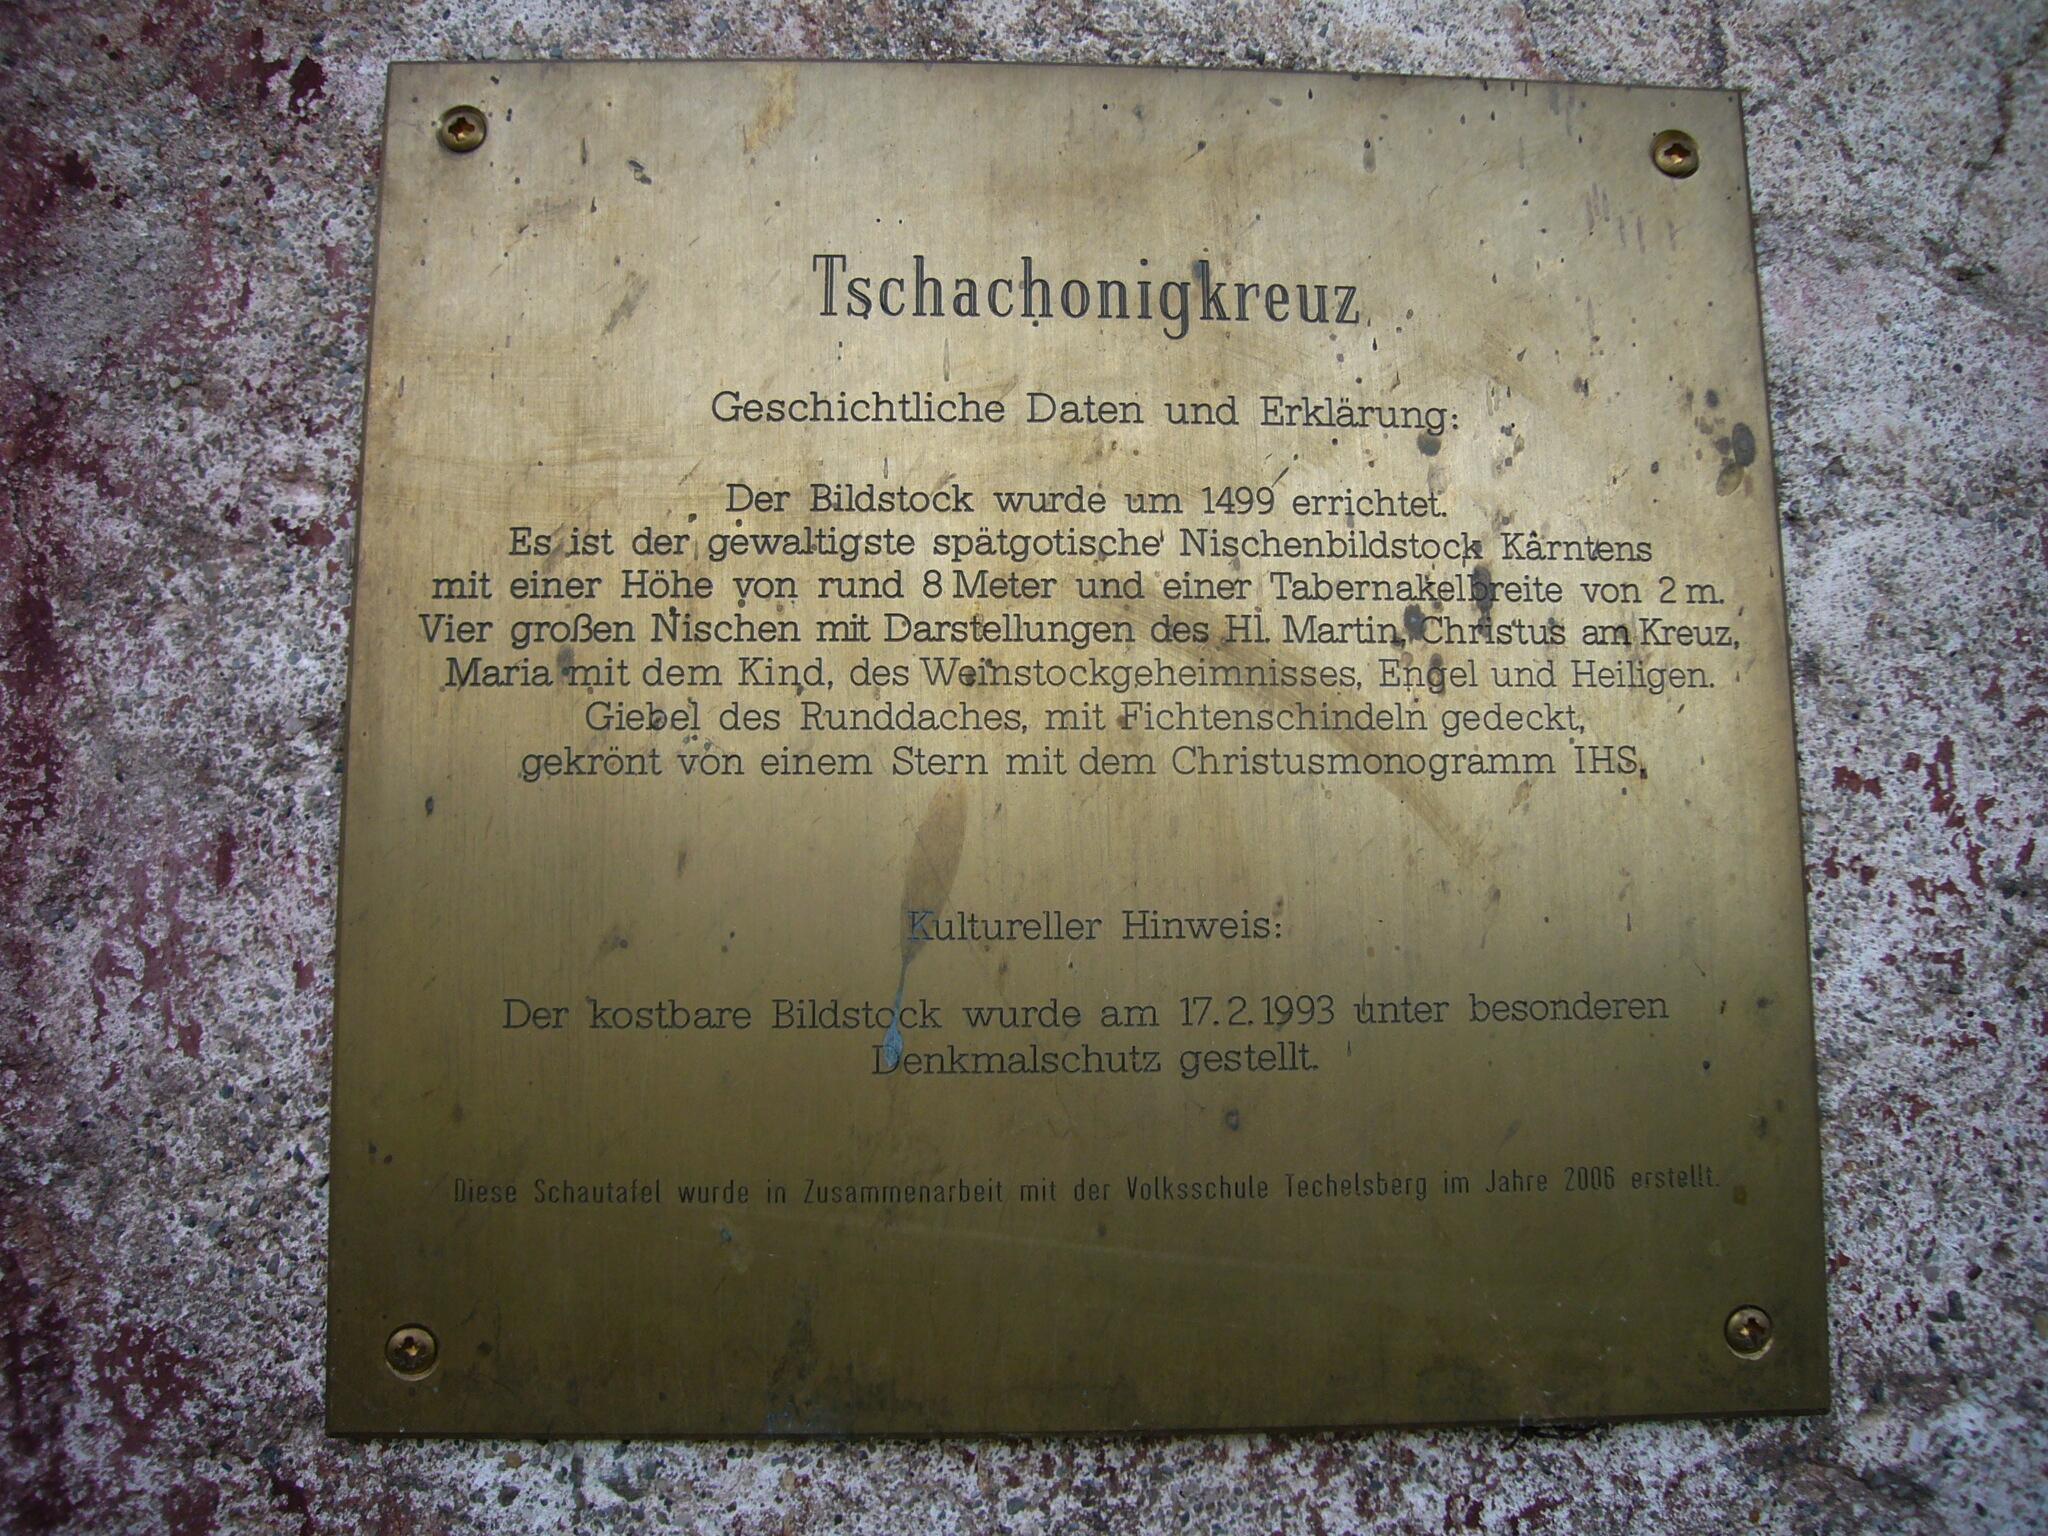 Tschachonigkreuz
Geschichtliche Daten und Erklärung:
Der Bildstock wurde um 1499 errichtet.
Es ist der gewaltigste spätgotische Nischenbildstock Kärntens
mit einer Höhe von rund 8 Meter und einer Tabernakelbreite von 2 m.
Vier großen Nischen mit Darstellungen des Hl. Martin, Christus am Kreuz,
Maria mit dem Kind, des Weinstockgeheimnisses, Engel und Heiligen.
Giebel des Runddaches, mit Fichtenschindeln gedeckt,
gekrönt von einem Stern mit dem Christusmonogramm IHS.
Kultureller Hinweis:
Der kostbare Bildstock wurde am 17.2.1993 unter besonderen
Denkmalschutz gestellt.
Diese Schautafel wurde in Zusammenarbeit mit der Volksschule Techelsberg im Jahre 2006 erstellt.